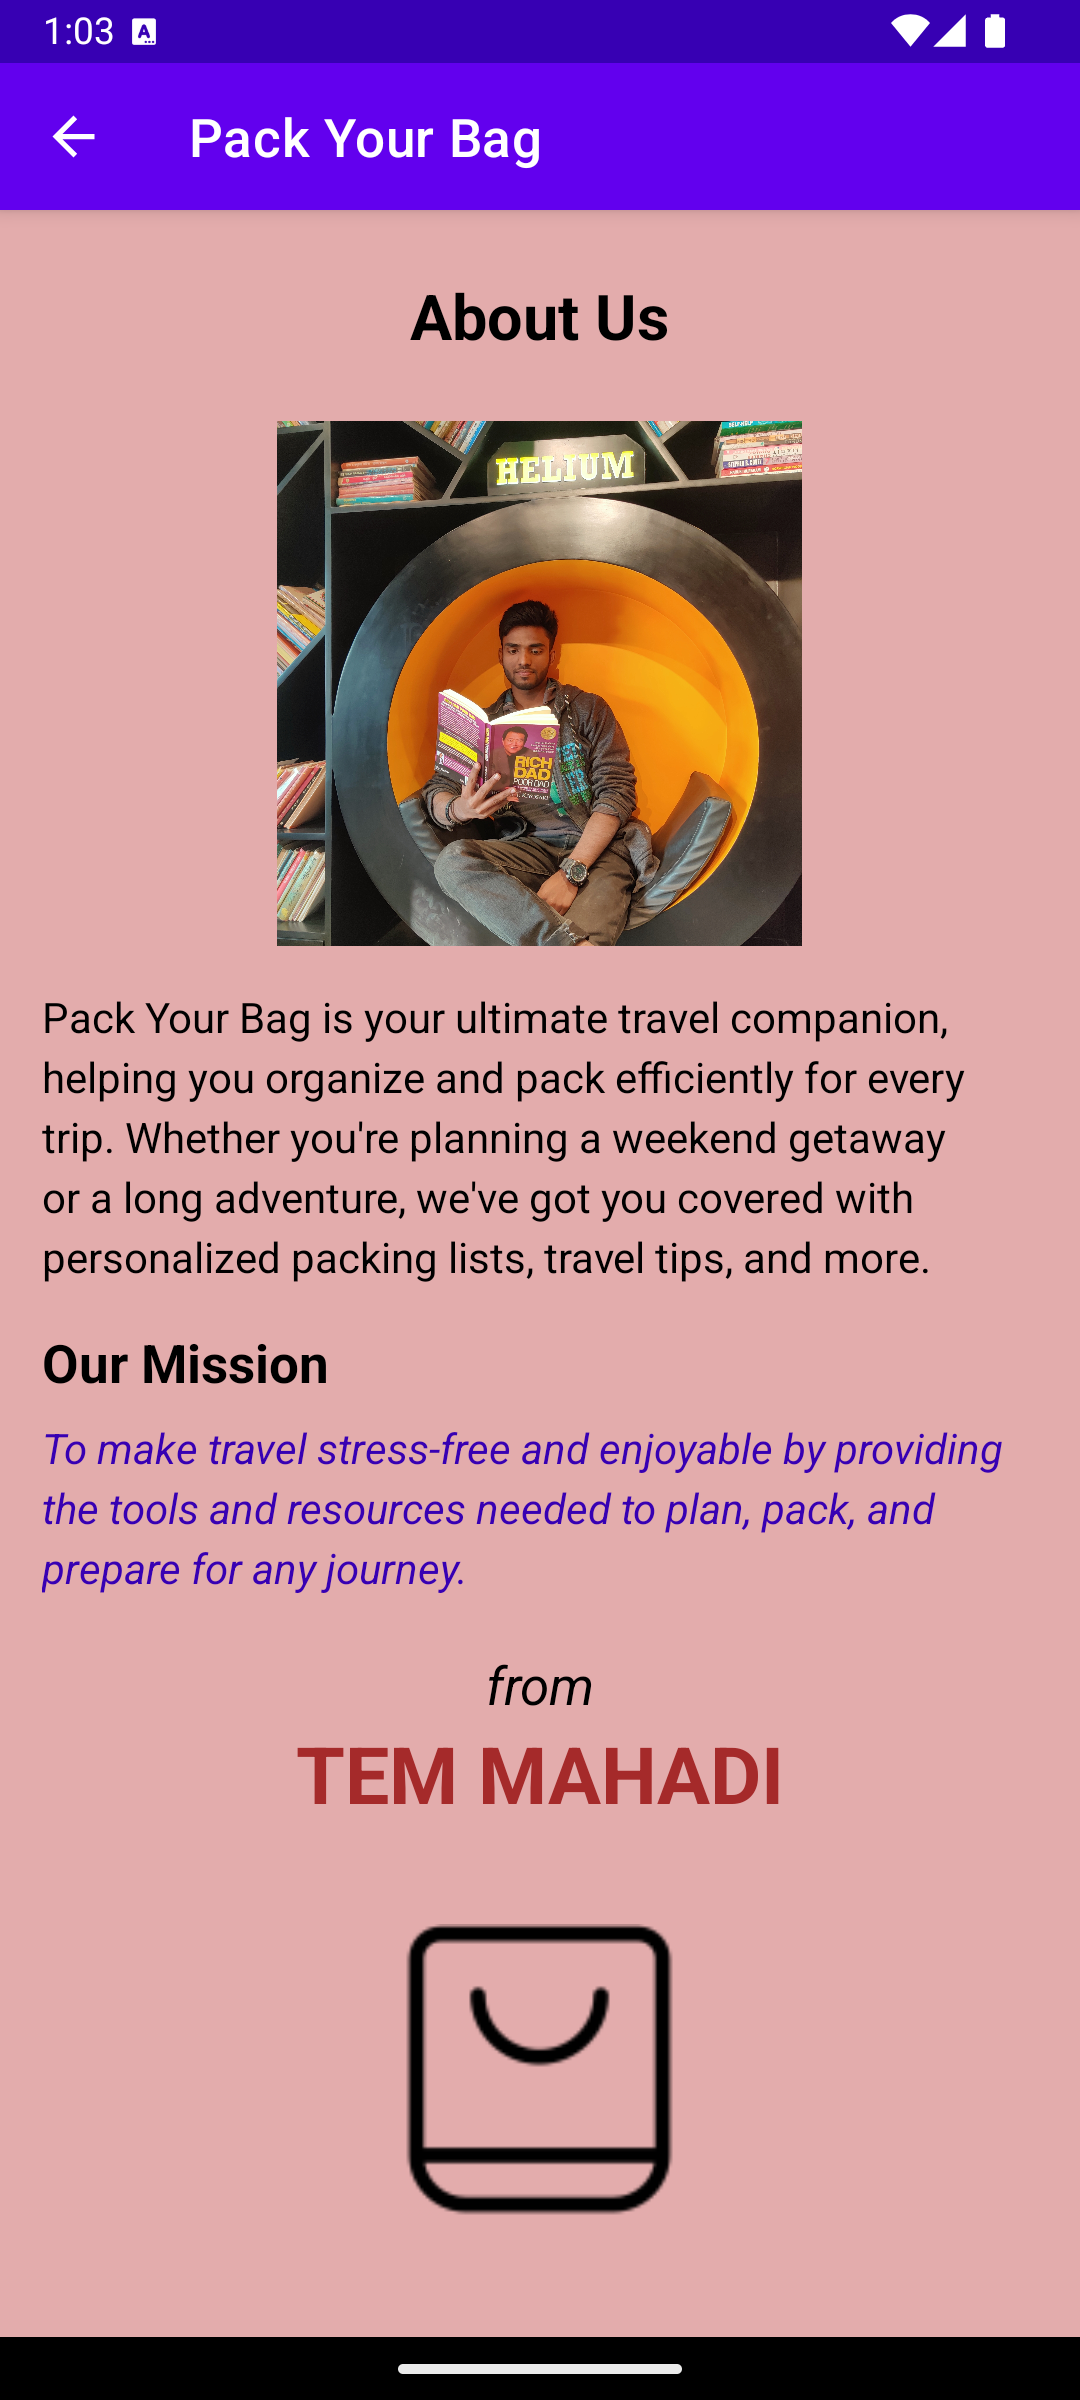 1:03
Pack Your Bag
About Us
HELIUM
RICH
DAD
POOR DAD
Pack Your Bag is your ultimate travel companion,
helping you organize and pack efficiently for every
trip. Whether you're planning a weekend getaway
or a long adventure, we've got you covered with
personalized packing lists, travel tips, and more.
Our Mission
To make travel stress-free and enjoyable by providing
the tools and resources needed to plan, pack, and
prepare for any journey.
from
TEM MAHADI